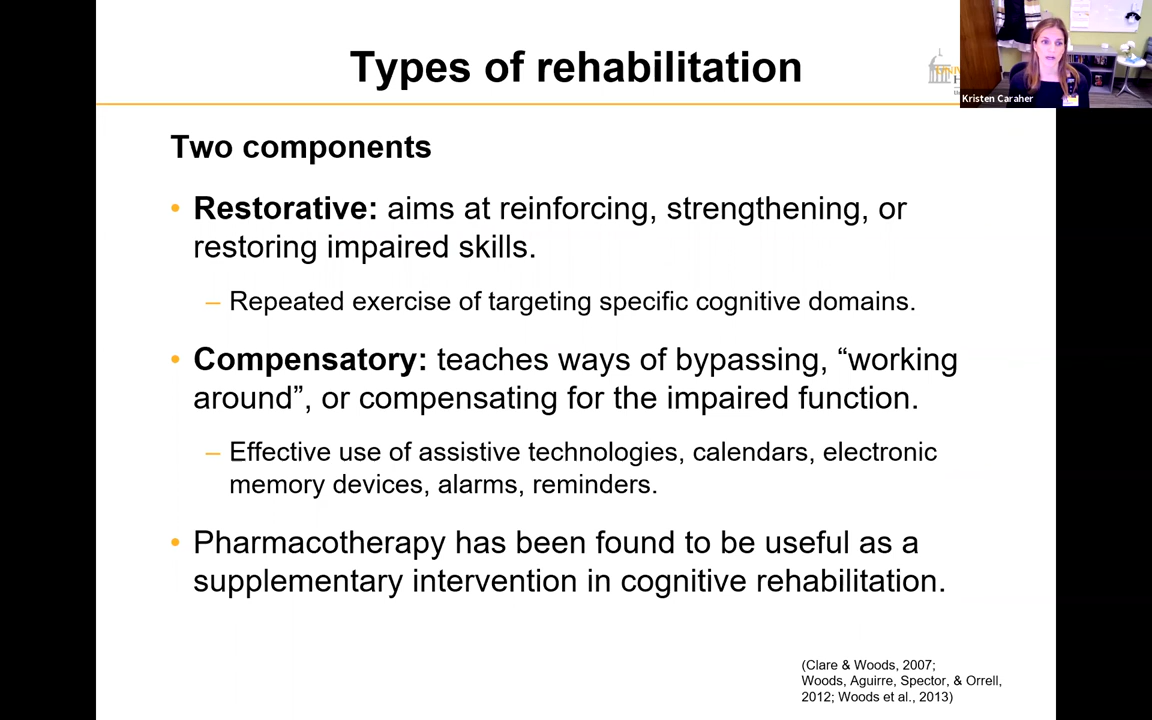 Types of rehabilitation
Kristen Caraher
Two components
• Restorative: aims at reinforcing, strengthening, or
restoring impaired skills.
– Repeated exercise of targeting specific cognitive domains.
• Compensatory: teaches ways of bypassing, “working
around”, or compensating for the impaired function.
– Effective use of assistive technologies, calendars, electronic
memory devices, alarms, reminders.
• Pharmacotherapy has been found to be useful as a
supplementary intervention in cognitive rehabilitation.
(Clare & Woods, 2007;
Woods, Aguirre, Spector, & Orrell,
2012; Woods et al., 2013)